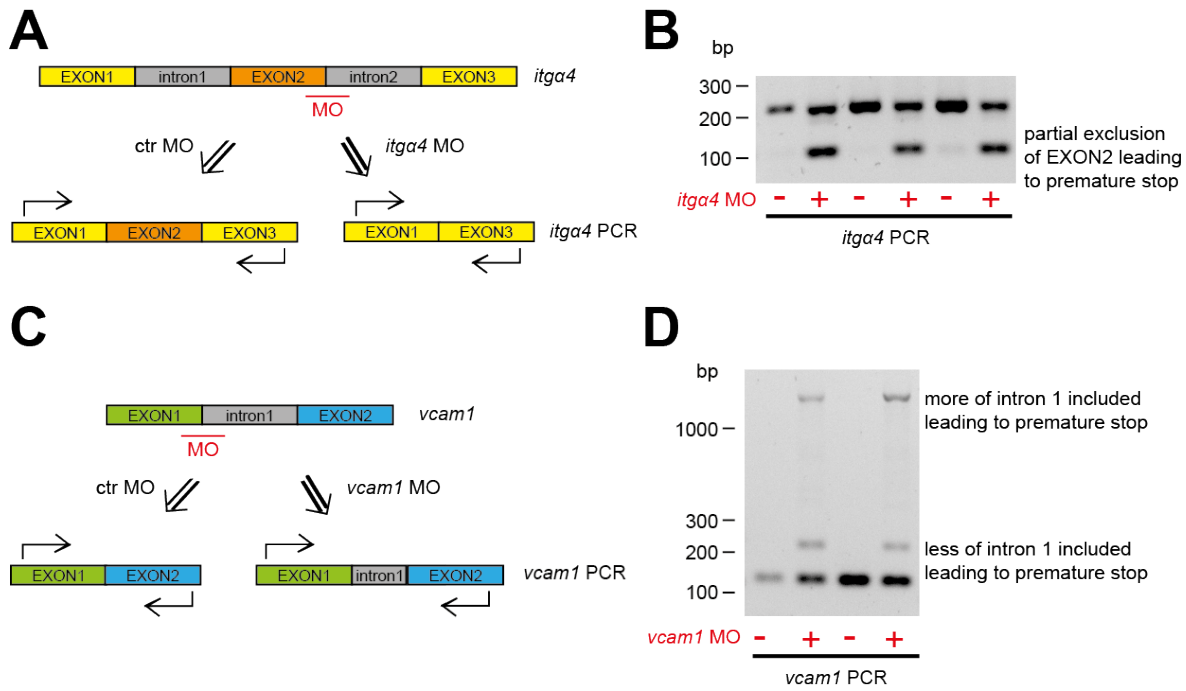 A
EXON1 intron1 EXON2 intron2 EXON3 itgα4
MO
ctr MO itgα4 MO
EXON1 EXON2 EXON3 EXON1 EXON3 itgα4 PCR
B
bp
300
200
100
partial exclusion
of EXON2 leading
to premature stop
itgα4 MO - + - + - +
itgα4 PCR
C
EXON1 intron1 EXON2 vcam1
MO
ctr MO vcam1 MO
EXON1 EXON2 EXON1 intron1 EXON2 vcam1 PCR
D
bp
1000
300
200
100
more of intron 1 included
leading to premature stop
less of intron 1 included
leading to premature stop
vcam1 MO - + - +
vcam1 PCR